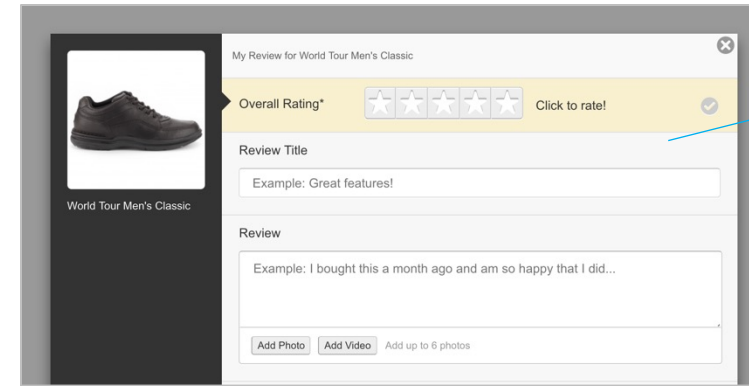 My Review for World Tour Men's Classic
Overall Rating*
Click to rate!
Review Title
Example: Great features!
World Tour Men's Classic
Review
Example: I bought this a month ago and am so happy that I did...
Add Photo
Add Video
Add up to 6 photos